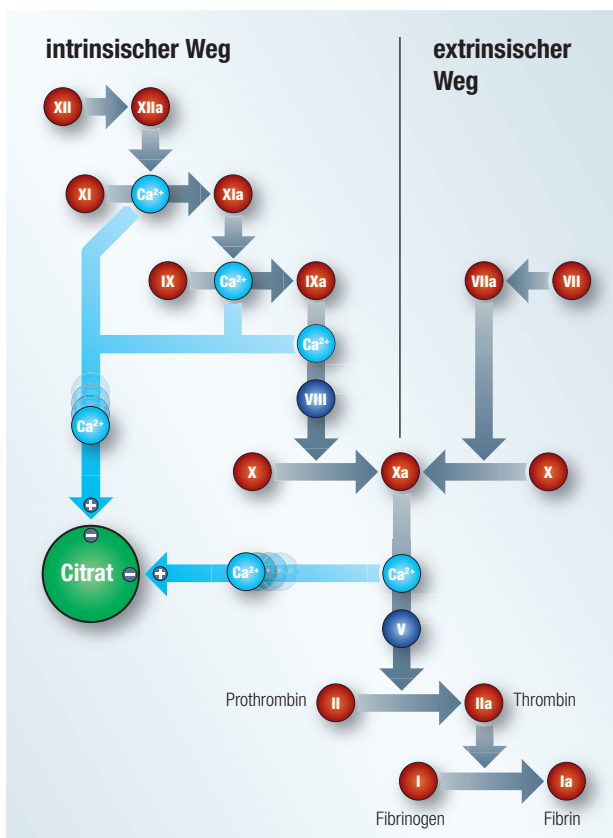 intrinsischer Weg
extrinsischer
Weg
XII
XIIa
XI
Ca²⁺
XIa
IX
Ca²⁺
IXa
VIIa
VII
Ca²⁺
VIII
Ca²⁺
X
Xa
X
+
−
Citrat
−
+
Ca²⁺
Ca²⁺
V
Prothrombin
II
IIa
Thrombin
I
Ia
Fibrinogen
Fibrin